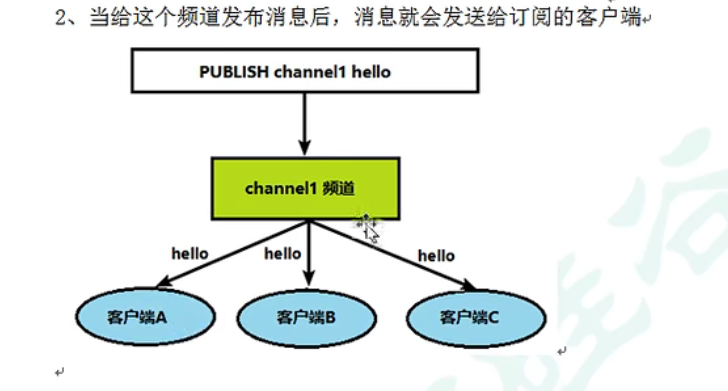 2、当给这个频道发布消息后，消息就会发送给订阅的客户端
PUBLISH channel1 hello
channel1 频道
hello hello hello
客户端A 客户端B 客户端C